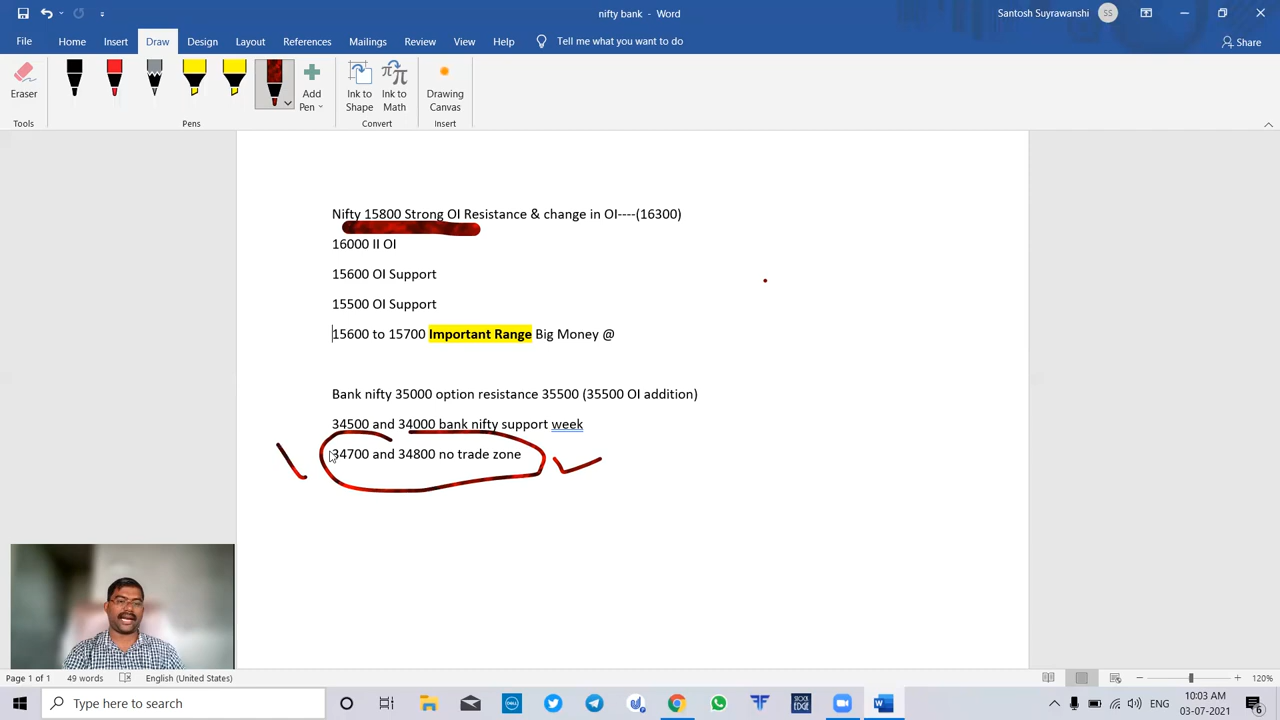 nifty bank - Word
Santosh Suryawanshi SS
File Home Insert Draw Design Layout References Mailings Review View Help Tell me what you want to do Share
Eraser
Add Pen
Ink to Shape
Ink to Math
Drawing Canvas
Tools Pens Convert Insert
Nifty 15800 Strong OI Resistance & change in OI----(16300)
16000 II OI
15600 OI Support
15500 OI Support
15600 to 15700 Important Range Big Money @
Bank nifty 35000 option resistance 35500 (35500 OI addition)
34500 and 34000 bank nifty support week
34700 and 34800 no trade zone
Page 1 of 1 49 words English (United States) 120%
Type here to search
DELL
STOCK EDGE
ENG
10:03 AM
03-07-2021
6